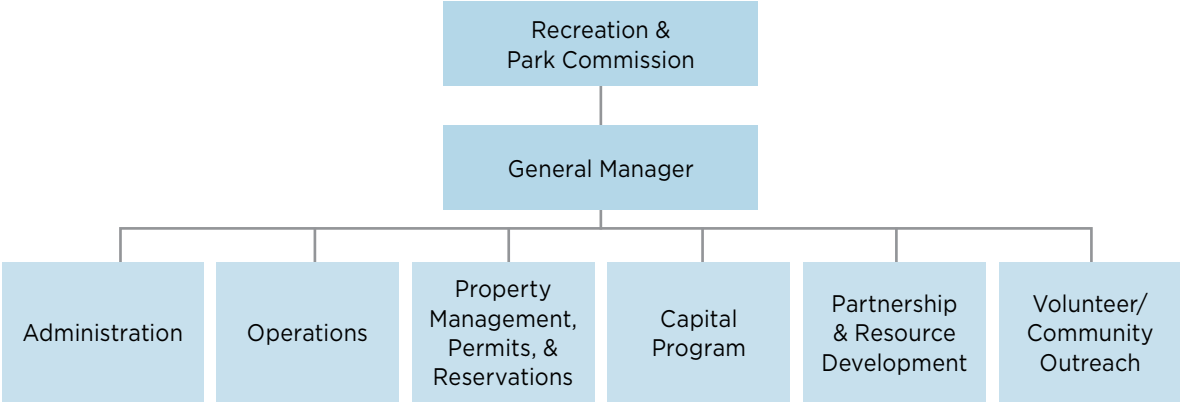 Recreation &
Park Commission
General Manager
Administration
Operations
Property
Management,
Permits, &
Reservations
Capital
Program
Partnership
& Resource
Development
Volunteer/
Community
Outreach